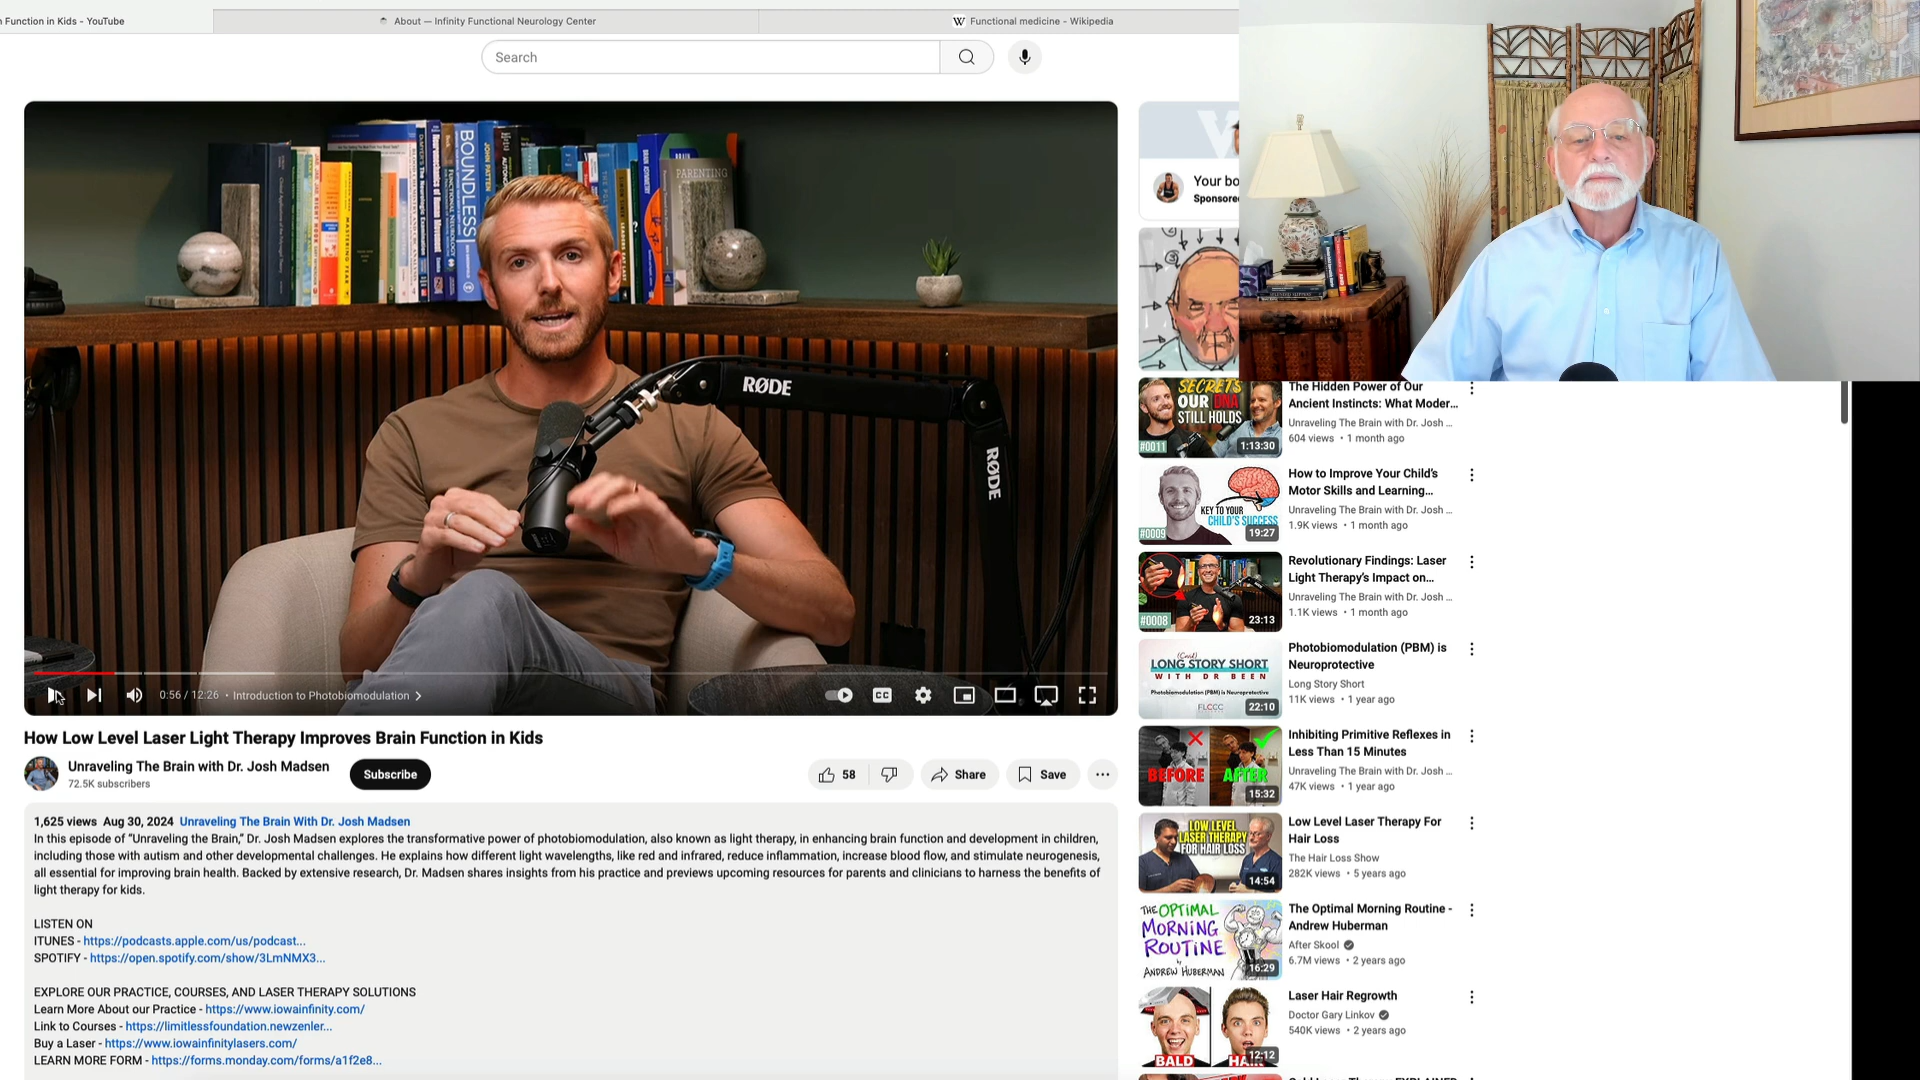 n Function in Kids - YouTube
About — Infinity Functional Neurology Center
W Functional medicine - Wikipedia
Search
BOUNDLESS
JOHN PATTEN
PARENTING
RØDE
RØDE
0:56 / 12:26 • Introduction to Photobiomodulation
CC
How Low Level Laser Light Therapy Improves Brain Function in Kids
Unraveling The Brain with Dr. Josh Madsen
72.5K subscribers
Subscribe
58
Share
Save
1,625 views Aug 30, 2024 Unraveling The Brain With Dr. Josh Madsen
In this episode of “Unraveling the Brain,” Dr. Josh Madsen explores the transformative power of photobiomodulation, also known as light therapy, in enhancing brain function and development in children,
including those with autism and other developmental challenges. He explains how different light wavelengths, like red and infrared, reduce inflammation, increase blood flow, and stimulate neurogenesis,
all essential for improving brain health. Backed by extensive research, Dr. Madsen shares insights from his practice and previews upcoming resources for parents and clinicians to harness the benefits of
light therapy for kids.
LISTEN ON
ITUNES - https://podcasts.apple.com/us/podcast...
SPOTIFY - https://open.spotify.com/show/3LmNMX3...
EXPLORE OUR PRACTICE, COURSES, AND LASER THERAPY SOLUTIONS
Learn More About our Practice - https://www.iowainfinity.com/
Link to Courses - https://limitlessfoundation.newzenler...
Buy a Laser - https://www.iowainfinitylasers.com/
LEARN MORE FORM - https://forms.monday.com/forms/a1f2e8...
Your bo
Sponsore
SECRETS
OUR DNA
STILL HOLDS
#0011
1:13:30
The Hidden Power of Our
Ancient Instincts: What Moder...
Unraveling The Brain with Dr. Josh ...
604 views • 1 month ago
KEY TO YOUR
CHILD'S SUCCESS
#0009
19:27
How to Improve Your Child's
Motor Skills and Learning...
Unraveling The Brain with Dr. Josh ...
1.9K views • 1 month ago
#0008
23:13
Revolutionary Findings: Laser
Light Therapy's Impact on...
Unraveling The Brain with Dr. Josh ...
1.1K views • 1 month ago
(Covid)
LONG STORY SHORT
WITH DR BEEN
Photobiomodulation (PBM) is Neuroprotective
FLCCC
22:10
Photobiomodulation (PBM) is
Neuroprotective
Long Story Short
11K views • 1 year ago
BEFORE
AFTER
15:32
Inhibiting Primitive Reflexes in
Less Than 15 Minutes
Unraveling The Brain with Dr. Josh ...
47K views • 1 year ago
LOW LEVEL
LASER THERAPY
FOR HAIR LOSS
14:54
Low Level Laser Therapy For
Hair Loss
The Hair Loss Show
282K views • 5 years ago
THE OPTIMAL
MORNING
ROUTINE
by
ANDREW HUBERMAN
16:29
The Optimal Morning Routine -
Andrew Huberman
After Skool
6.7M views • 2 years ago
BALD
HA
12:12
Laser Hair Regrowth
Doctor Gary Linkov
540K views • 2 years ago